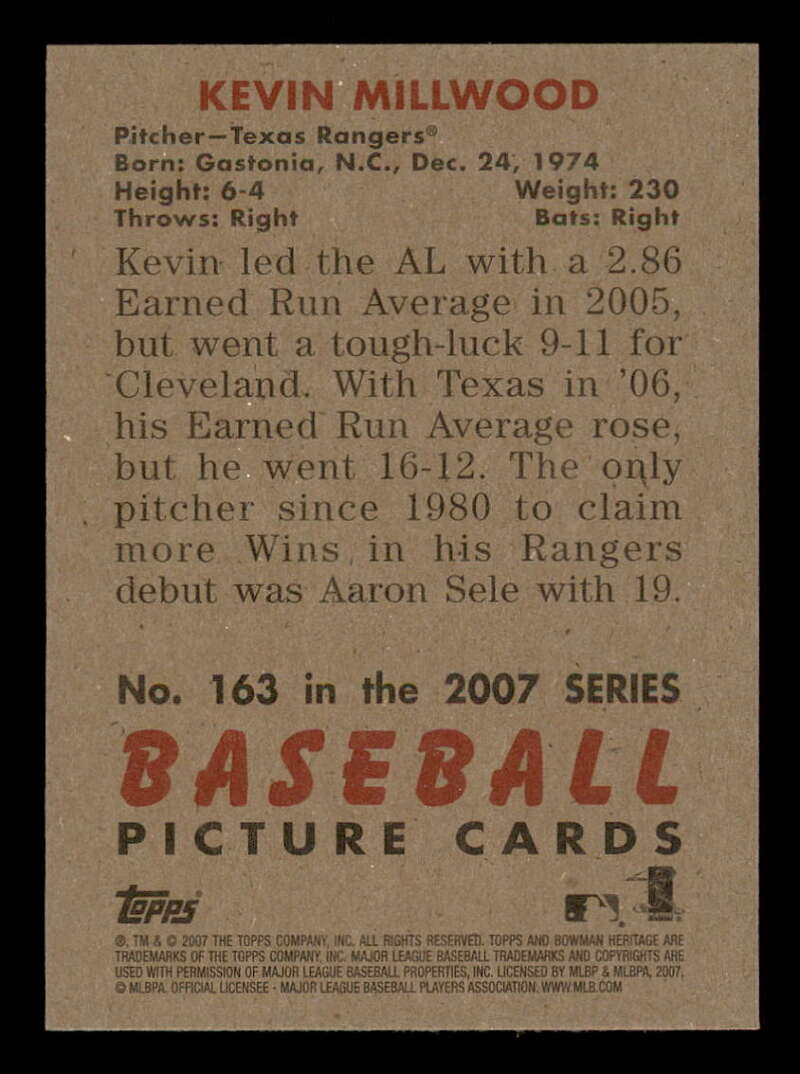 KEVIN MILLWOOD
Pitcher—Texas Rangers®
Born: Gastonia, N.C., Dec. 24, 1974
Height: 6-4 Weight: 230
Throws: Right Bats: Right
Kevin led the AL with a 2.86
Earned Run Average in 2005,
but went a tough-luck 9-11 for
Cleveland. With Texas in ’06,
his Earned Run Average rose,
but he went 16-12. The only
pitcher since 1980 to claim
more Wins in his Rangers
debut was Aaron Sele with 19.
No. 163 in the 2007 SERIES
BASEBALL
PICTURE CARDS
TOPPS
®, TM & © 2007 THE TOPPS COMPANY, INC. ALL RIGHTS RESERVED. TOPPS AND BOWMAN HERITAGE ARE
TRADEMARKS OF THE TOPPS COMPANY, INC. MAJOR LEAGUE BASEBALL TRADEMARKS AND COPYRIGHTS ARE
USED WITH PERMISSION OF MAJOR LEAGUE BASEBALL PROPERTIES, INC. LICENSED BY MLBP & MLBPA, 2007.
© MLBPA. OFFICIAL LICENSEE - MAJOR LEAGUE BASEBALL PLAYERS ASSOCIATION. WWW.MLB.COM